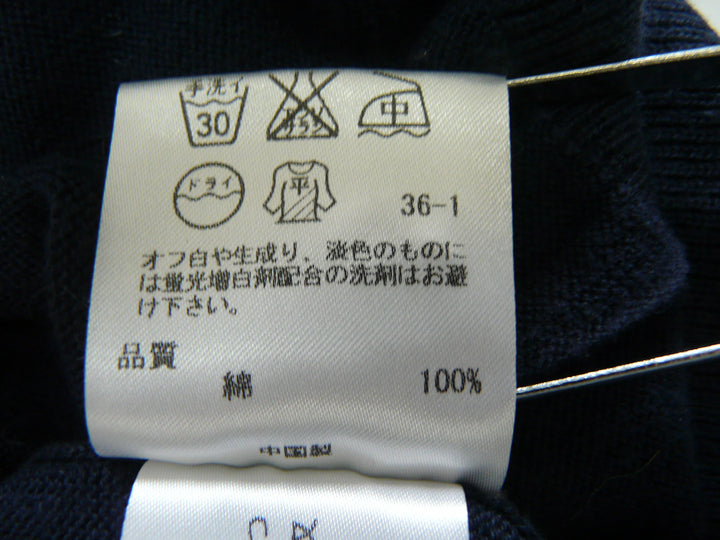 手洗イ
30
中
ドライ
平
36-1
オフ白や生成り、淡色のものに
は蛍光増白剤配合の洗剤はお避
け下さい。
品質
綿 100%
中国製